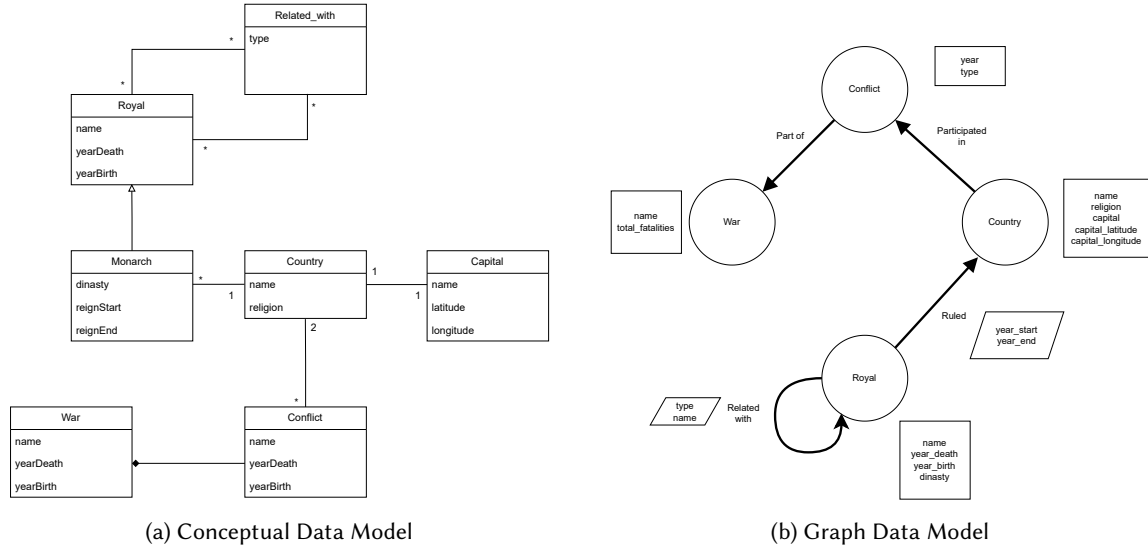 Related_with
type
*
*
*
*
Royal
name
yearDeath
yearBirth
Monarch
dinasty
reignStart
reignEnd
*
1
Country
name
religion
1
1
Capital
name
latitude
longitude
2
*
War
name
yearDeath
yearBirth
Conflict
name
yearDeath
yearBirth
(a) Conceptual Data Model
Conflict
year
type
Part of
Participated
in
name
total_fatalities
War
Country
name
religion
capital
capital_latitude
capital_longitude
Ruled
year_start
year_end
Royal
type
name
Related
with
name
year_death
year_birth
dinasty
(b) Graph Data Model